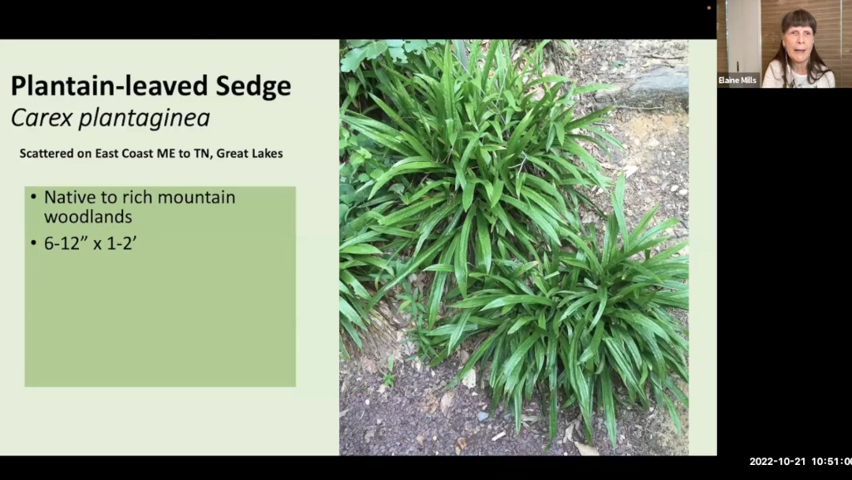 Plantain-leaved Sedge
Carex plantaginea
Scattered on East Coast ME to TN, Great Lakes
• Native to rich mountain
woodlands
• 6-12” x 1-2’
Elaine Mills
2022-10-21 10:51:0